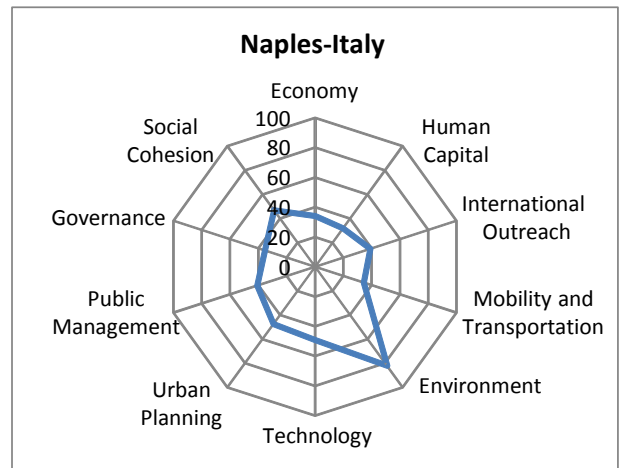 Naples-Italy
Economy
Human
Capital
International
Outreach
Mobility and
Transportation
Environment
Technology
Urban
Planning
Public
Management
Governance
Social
Cohesion
100
80
60
40
20
0